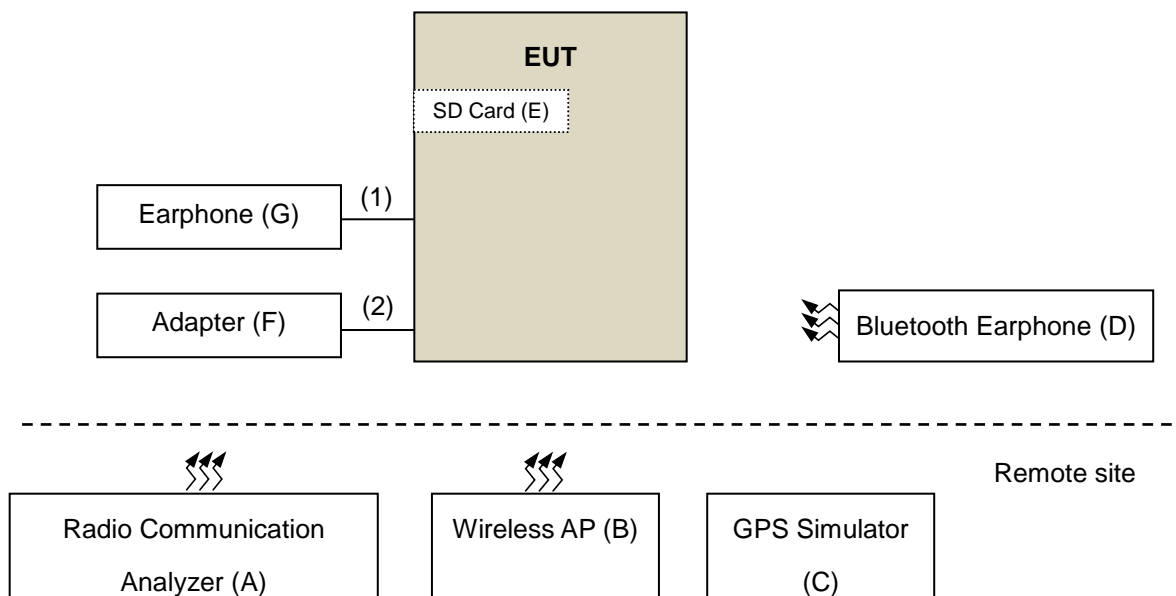 EUT
SD Card (E)
(1)
Earphone (G)
(2)
Adapter (F)
Bluetooth Earphone (D)
Remote site
Radio Communication
Analyzer (A)
Wireless AP (B)
GPS Simulator
(C)